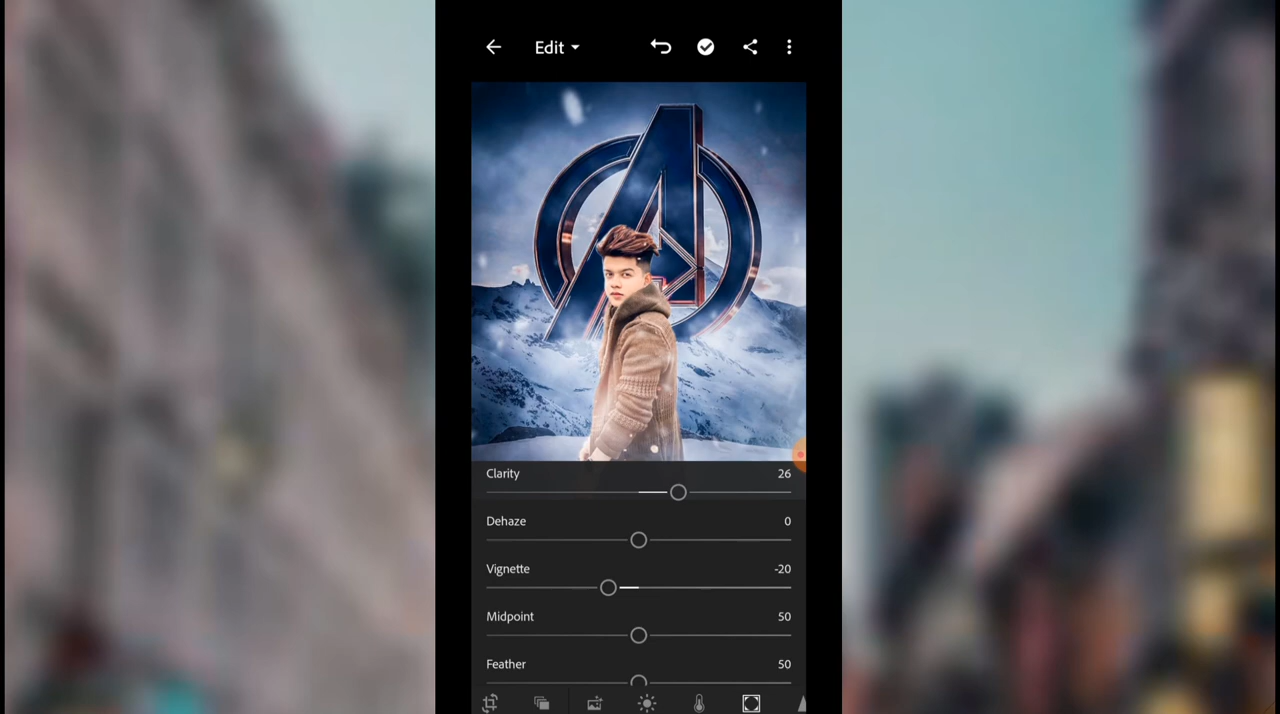 Edit
Clarity 26
Dehaze 0
Vignette -20
Midpoint 50
Feather 50